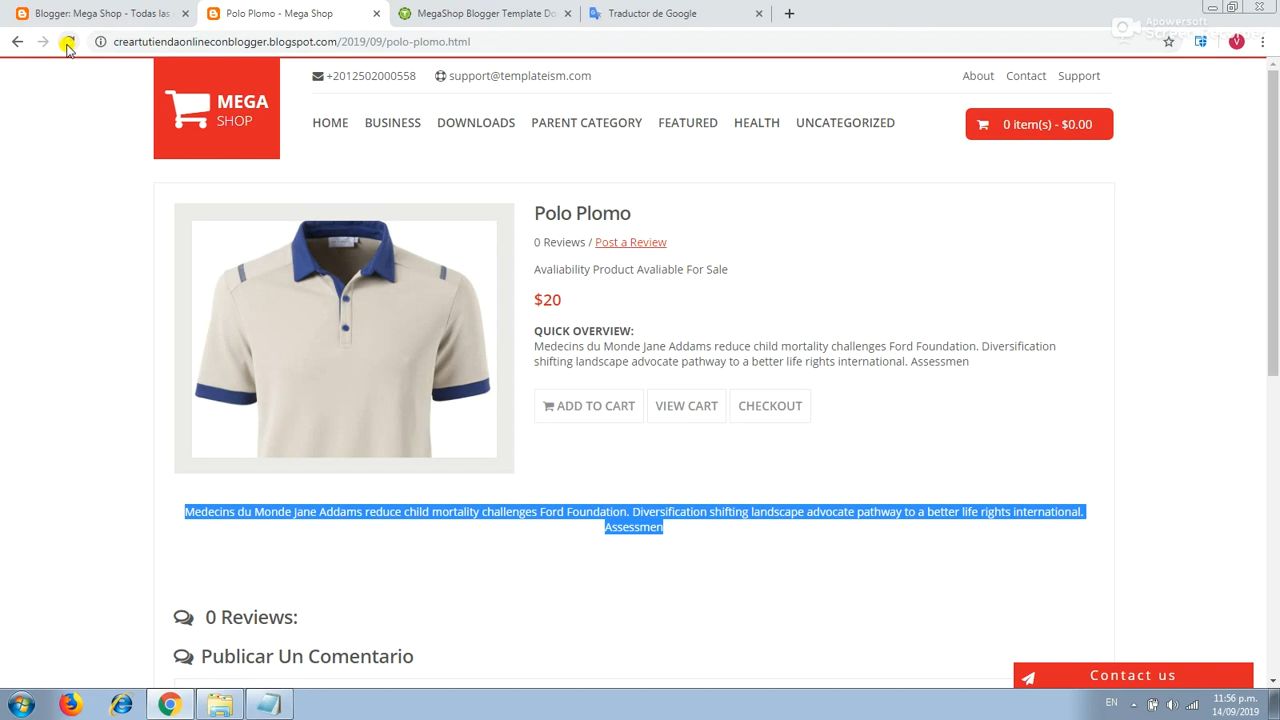 Blogger: Mega Shop - Todas las
Polo Plomo - Mega Shop
MegaShop Blogger Template Do
Traductor de Google
creartutiendaonlineconblogger.blogspot.com/2019/09/polo-plomo.html
V
Apowersoft
Screen Recorder
+2012502000558
support@templateism.com
About
Contact
Support
MEGA
SHOP
HOME
BUSINESS
DOWNLOADS
PARENT CATEGORY
FEATURED
HEALTH
UNCATEGORIZED
0 item(s) - $0.00
Polo Plomo
0 Reviews / Post a Review
Avaliability Product Avaliable For Sale
$20
QUICK OVERVIEW:
Medecins du Monde Jane Addams reduce child mortality challenges Ford Foundation. Diversification
shifting landscape advocate pathway to a better life rights international. Assessmen
ADD TO CART
VIEW CART
CHECKOUT
Medecins du Monde Jane Addams reduce child mortality challenges Ford Foundation. Diversification shifting landscape advocate pathway to a better life rights international.
Assessmen
0 Reviews:
Publicar Un Comentario
Contact us
EN
11:56 p.m.
14/09/2019